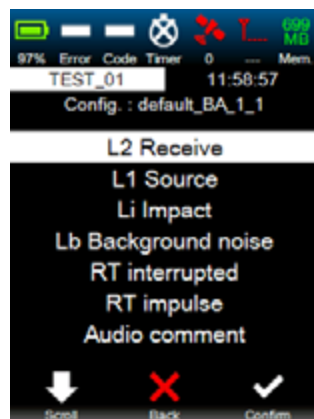 699
MB
97% Error Code Timer 0 --- Mem.
TEST_01 11:58:57
Config. : default_BA_1_1
L2 Receive
L1 Source
Li Impact
Lb Background noise
RT interrupted
RT impulse
Audio comment
Scroll Back Confirm